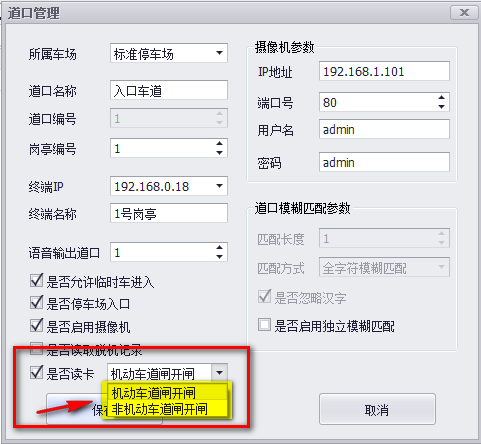 道口管理
所属车场 标准停车场
道口名称 入口车道
道口编号 1
岗亭编号 1
终端IP 192.168.0.18
终端名称 1号岗亭
语音输出道口 1
是否允许临时车进入
是否停车场入口
是否启用摄像机
是否读取脱机记录
是否读卡 机动车道闸开闸
机动车道闸开闸
非机动车道闸开闸
保
摄像机参数
IP地址 192.168.1.101
端口号 80
用户名 admin
密码 admin
道口模糊匹配参数
匹配长度 1
匹配方式 全字符模糊匹配
是否忽略汉字
是否启用独立模糊匹配
取消